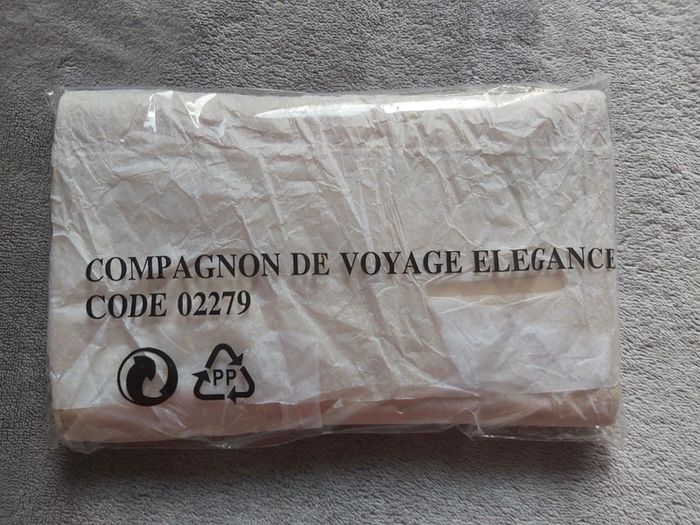 COMPAGNON DE VOYAGE ELEGANCE
CODE 02279
PP